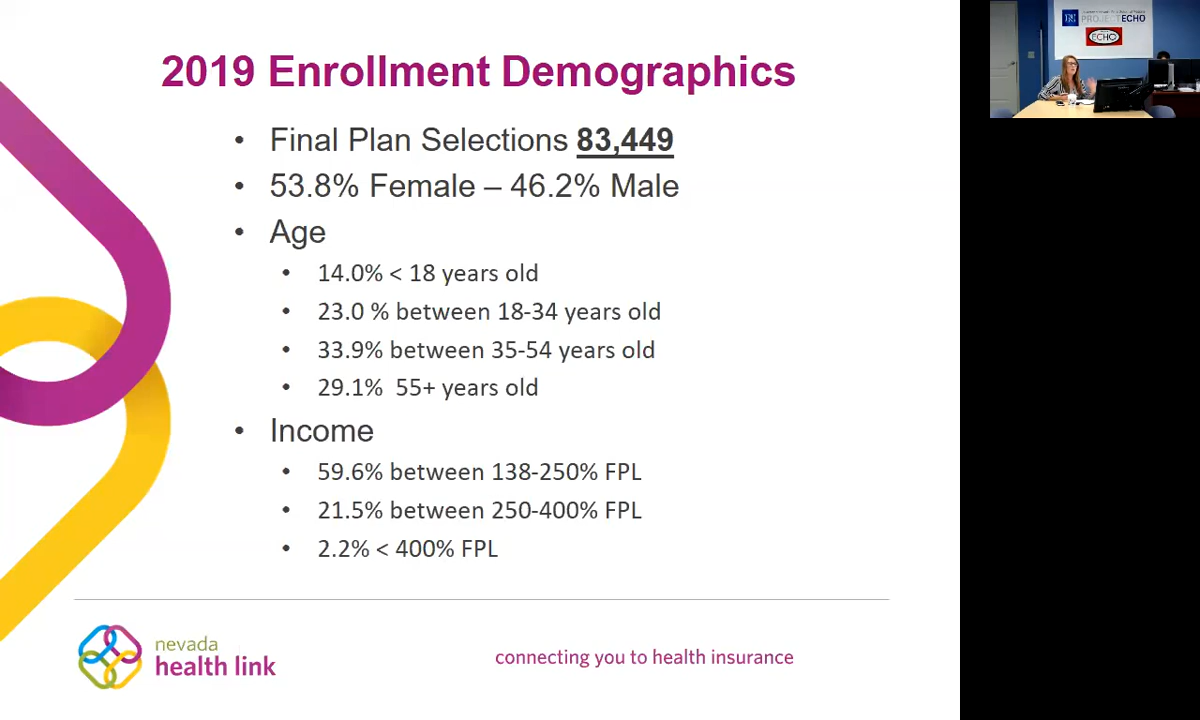 2019 Enrollment Demographics
• Final Plan Selections 83,449
• 53.8% Female – 46.2% Male
• Age
• 14.0% < 18 years old
• 23.0 % between 18-34 years old
• 33.9% between 35-54 years old
• 29.1% 55+ years old
• Income
• 59.6% between 138-250% FPL
• 21.5% between 250-400% FPL
• 2.2% < 400% FPL
nevada
health link
connecting you to health insurance
PROJECT ECHO
ECHO